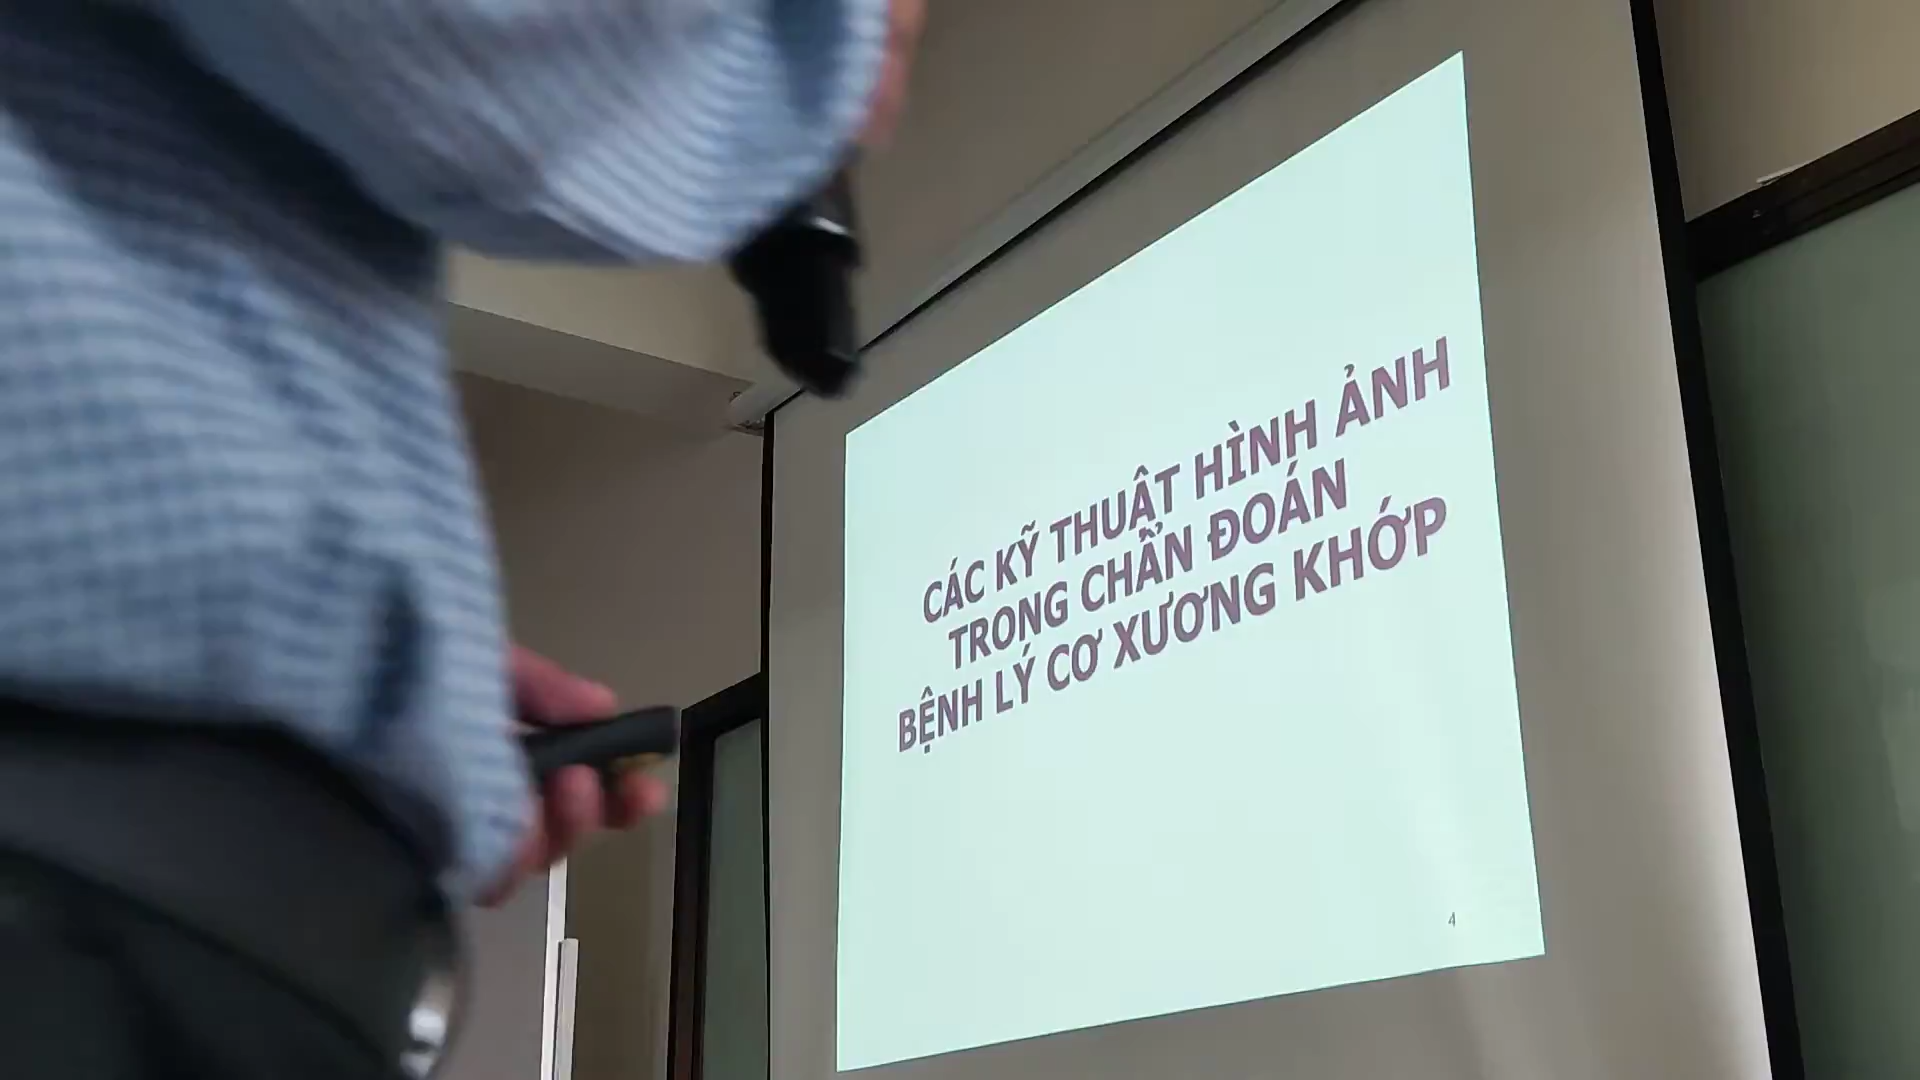 CÁC KỸ THUẬT HÌNH ẢNH
TRONG CHẨN ĐOÁN
BỆNH LÝ CƠ XƯƠNG KHỚP
4